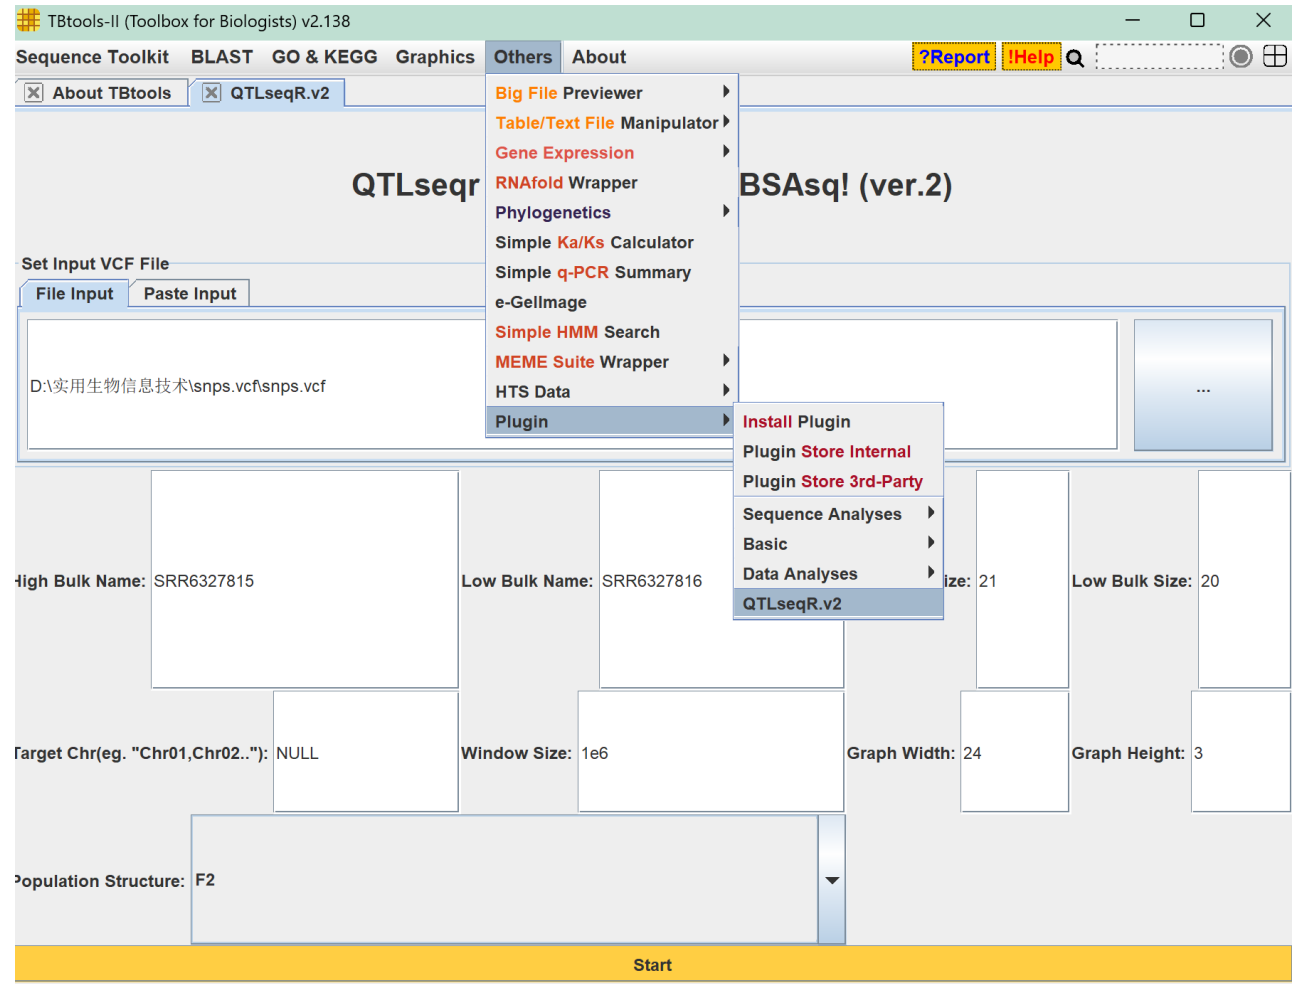 TBtools-II (Toolbox for Biologists) v2.138
Sequence Toolkit BLAST GO & KEGG Graphics Others About ?Report !Help
About TBtools QTLseqR.v2
Big File Previewer
Table/Text File Manipulator
Gene Expression
QTLseqr BSAsq! (ver.2)
RNAfold Wrapper
Phylogenetics
Simple Ka/Ks Calculator
Set Input VCF File
Simple q-PCR Summary
File Input Paste Input
e-GelImage
Simple HMM Search
MEME Suite Wrapper
D:\实用生物信息技术\snps.vcf\snps.vcf
...
HTS Data
Plugin
Install Plugin
Plugin Store Internal
Plugin Store 3rd-Party
Sequence Analyses
Basic
Data Analyses
QTLseqR.v2
High Bulk Name: SRR6327815 Low Bulk Name: SRR6327816 ize: 21 Low Bulk Size: 20
Target Chr(eg. "Chr01,Chr02.."): NULL Window Size: 1e6 Graph Width: 24 Graph Height: 3
Population Structure: F2
Start